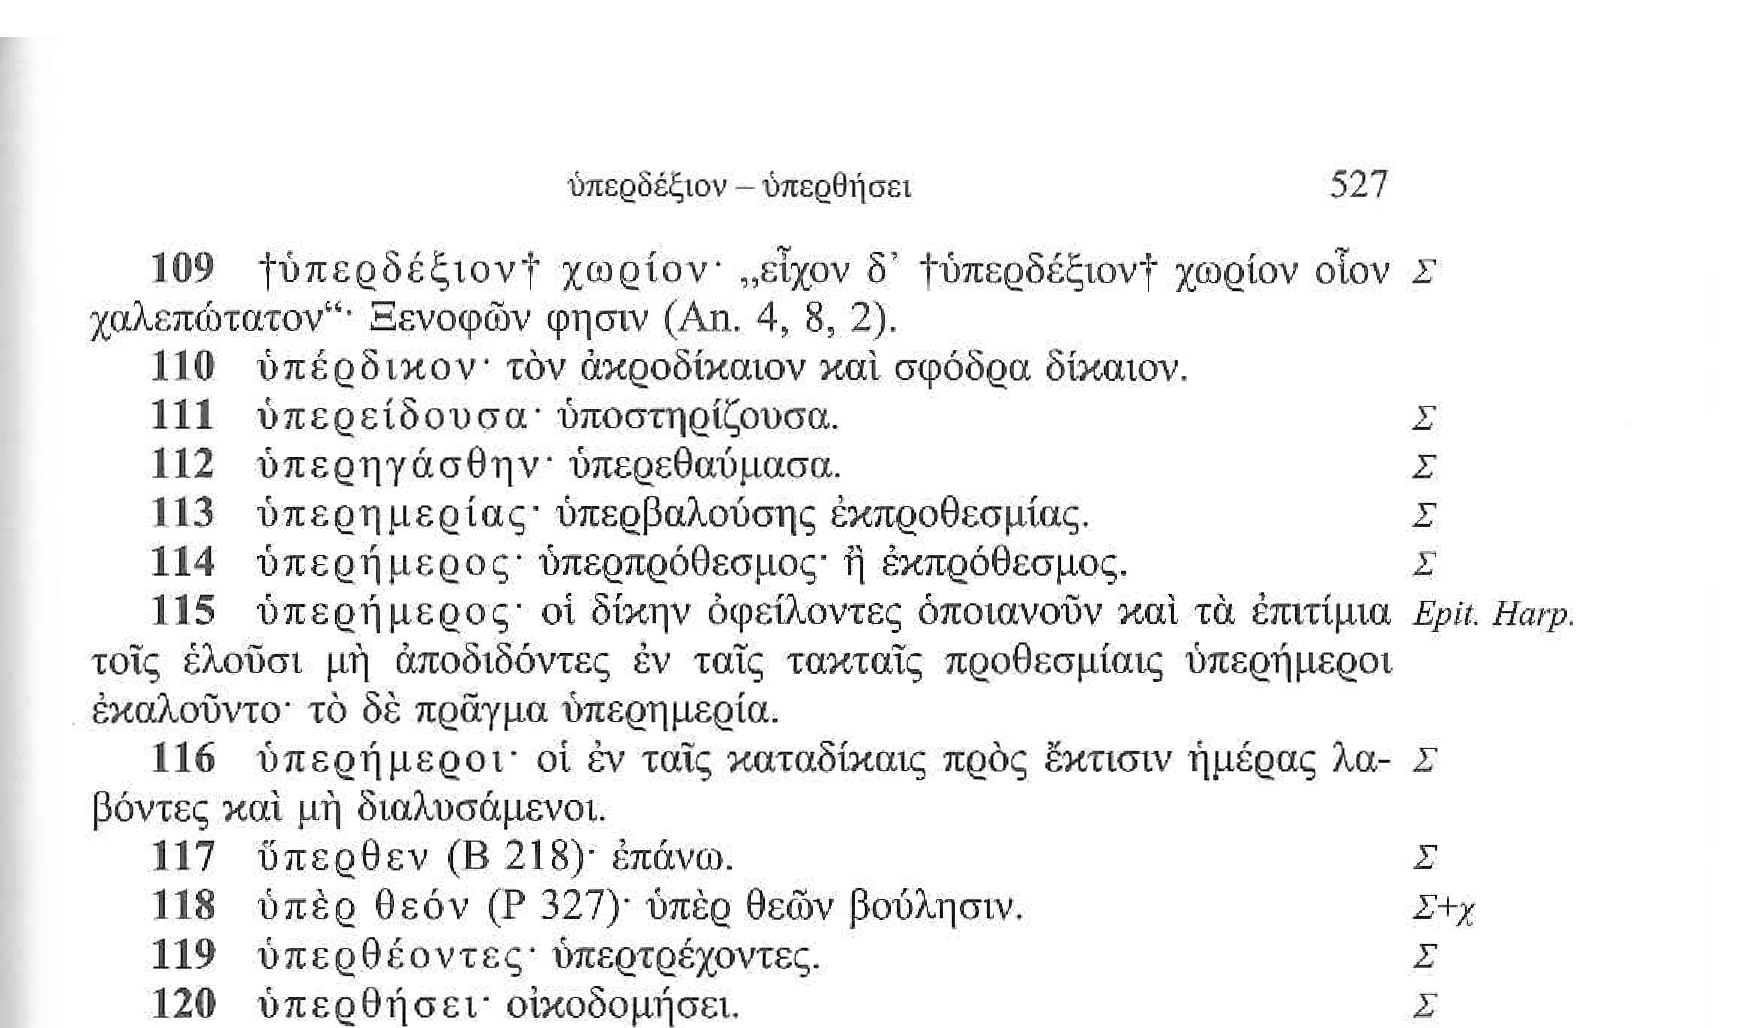 ὑπερδέξιον – ὑπερθήσει 527
109 †ὑπερδέξιον† χωρίον· „εἶχον δ’ †ὑπερδέξιον† χωρίον οἷον Σ
χαλεπώτατον“· Ξενοφῶν φησιν (An. 4, 8, 2).
110 ὑπέρδικον· τὸν ἀκροδίκαιον καὶ σφόδρα δίκαιον.
111 ὑπερείδουσα· ὑποστηρίζουσα. Σ
112 ὑπερηγάσθην· ὑπερεθαύμασα. Σ
113 ὑπερημερίας· ὑπερβαλούσης ἐκπροθεσμίας. Σ
114 ὑπερήμερος· ὑπερπρόθεσμος· ἢ ἐκπρόθεσμος. Σ
115 ὑπερήμερος· οἱ δίκην ὀφείλοντες ὁποιανοῦν καὶ τὰ ἐπιτίμια Epit. Harp.
τοῖς ἑλοῦσι μὴ ἀποδιδόντες ἐν ταῖς τακταῖς προθεσμίαις ὑπερήμεροι
ἐκαλοῦντο· τὸ δὲ πρᾶγμα ὑπερημερία.
116 ὑπερήμεροι· οἱ ἐν ταῖς καταδίκαις πρὸς ἔκτισιν ἡμέρας λα- Σ
βόντες καὶ μὴ διαλυσάμενοι.
117 ὕπερθεν (Β 218)· ἐπάνω. Σ
118 ὑπὲρ θεόν (Ρ 327)· ὑπὲρ θεῶν βούλησιν. Σ+χ
119 ὑπερθέοντες· ὑπερτρέχοντες. Σ
120 ὑπερθήσει· οἰκοδομήσει. Σ